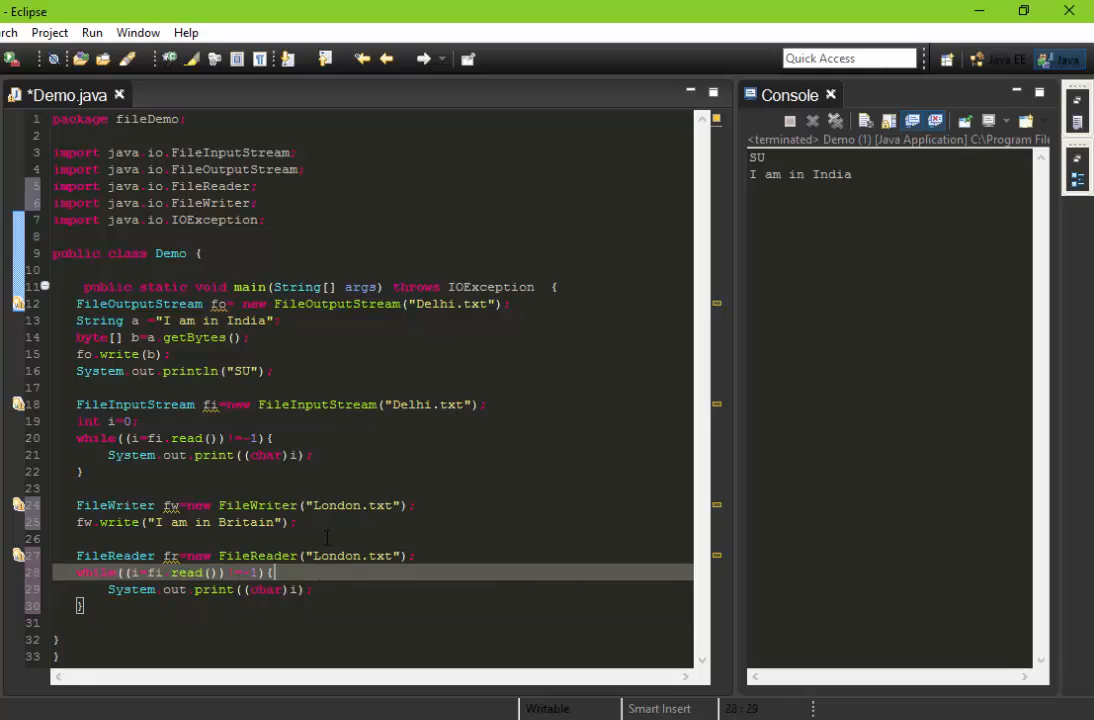 - Eclipse
rch Project Run Window Help
Quick Access
Java EE
Java
*Demo.java
1 package fileDemo;
2
3 import java.io.FileInputStream;
4 import java.io.FileOutputStream;
5 import java.io.FileReader;
6 import java.io.FileWriter;
7 import java.io.IOException;
8
9 public class Demo {
10
11 public static void main(String[] args) throws IOException {
12 FileOutputStream fo= new FileOutputStream("Delhi.txt");
13 String a ="I am in India";
14 byte[] b=a.getBytes();
15 fo.write(b);
16 System.out.println("SU");
17
18 FileInputStream fi=new FileInputStream("Delhi.txt");
19 int i=0;
20 while((i=fi.read())!=-1){
21 System.out.print((char)i);
22 }
23
24 FileWriter fw=new FileWriter("London.txt");
25 fw.write("I am in Britain");
26
27 FileReader fr=new FileReader("London.txt");
28 while((i=fi.read())!=-1){
29 System.out.print((char)i);
30 }
31
32 }
33 }
Console
<terminated> Demo (1) [Java Application] C:\Program File
SU
I am in India
Writable
Smart Insert
28 : 29